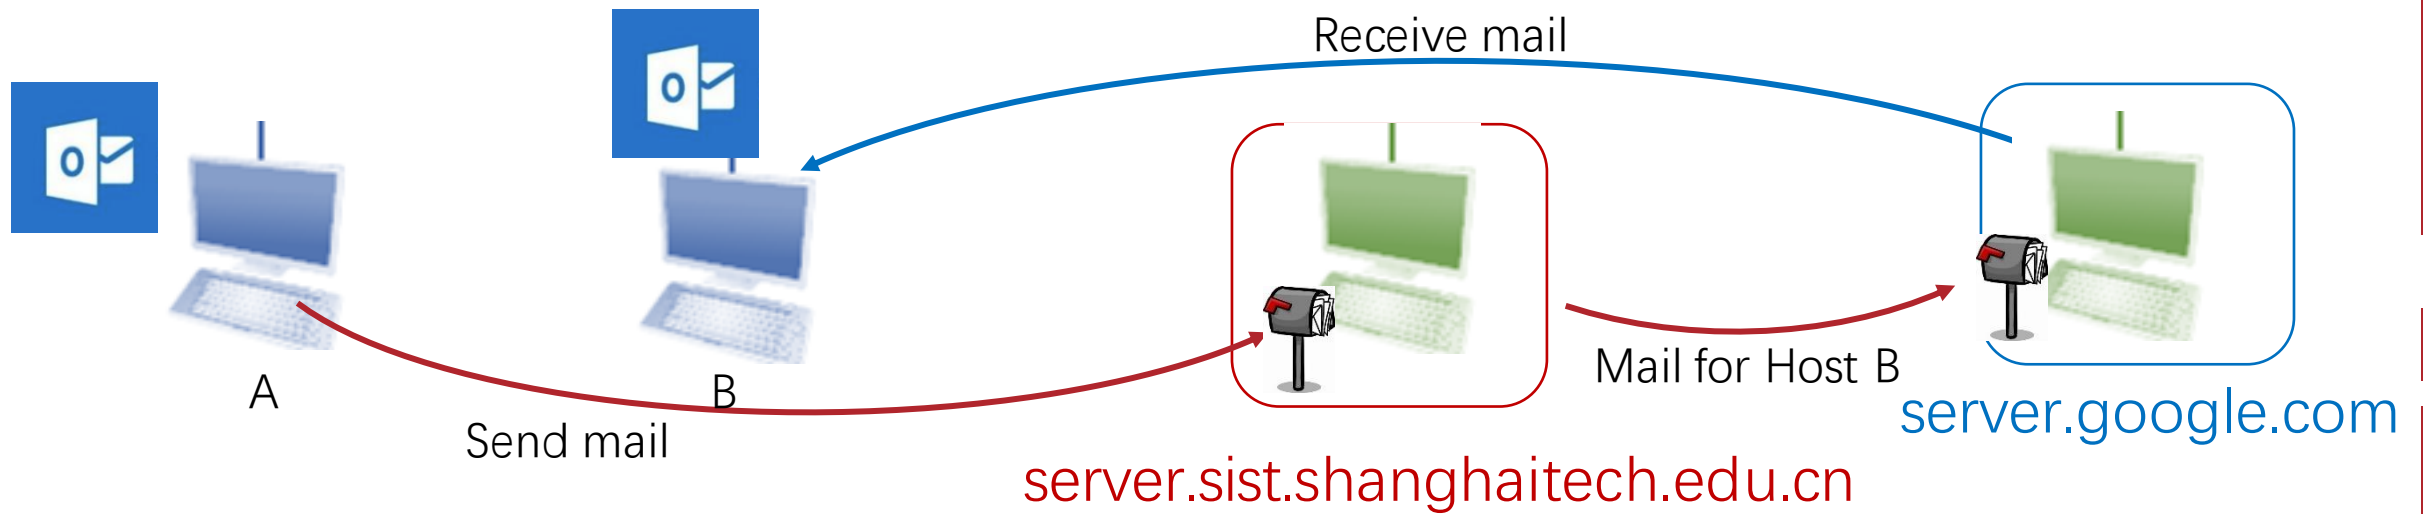 Receive mail
O
O
A
B
Send mail
Mail for Host B
server.google.com
server.sist.shanghaitech.edu.cn